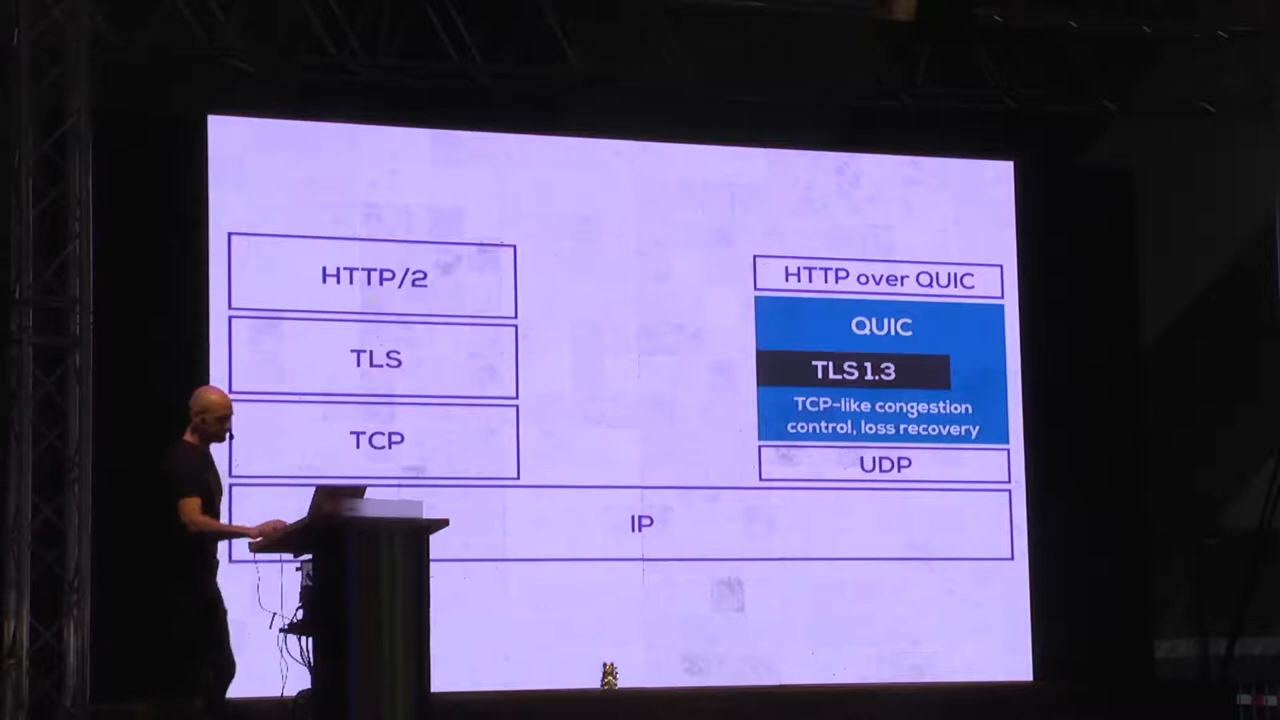 HTTP/2
TLS
TCP
HTTP over QUIC
QUIC
TLS 1.3
TCP-like congestion
control, loss recovery
UDP
IP